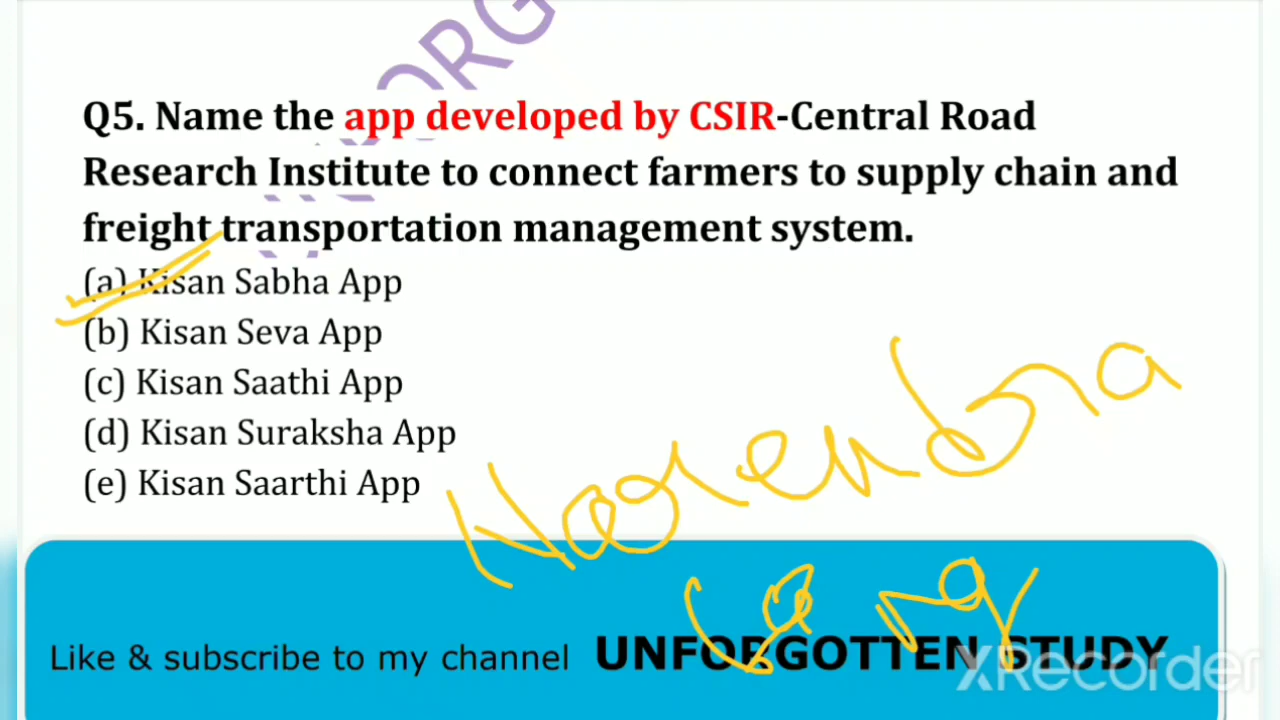 ORG
Q5. Name the app developed by CSIR-Central Road
Research Institute to connect farmers to supply chain and
freight transportation management system.
(a) Kisan Sabha App
(b) Kisan Seva App
(c) Kisan Saathi App
(d) Kisan Suraksha App
(e) Kisan Saarthi App
Narendra
Like & subscribe to my channel UNFORGOTTEN STUDY
XRecorder